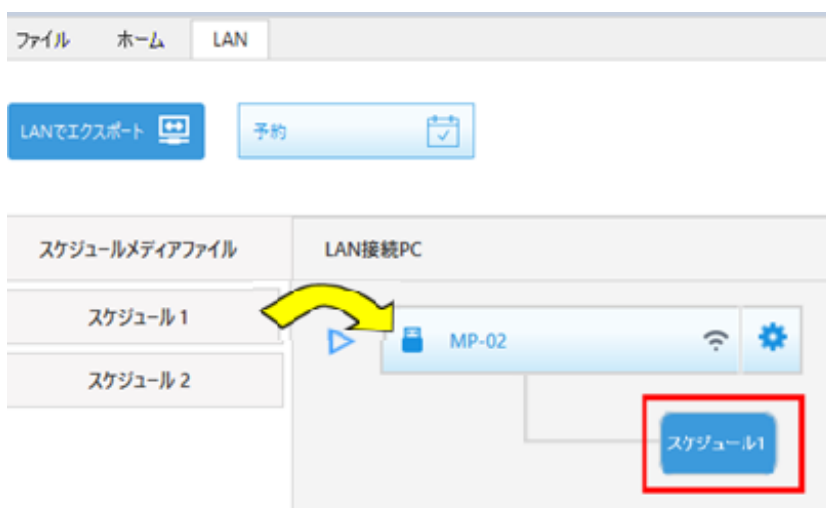 ファイル ホーム LAN
LANでエクスポート 予約
スケジュールメディアファイル LAN接続PC
スケジュール 1
MP-02
スケジュール 2
スケジュール1